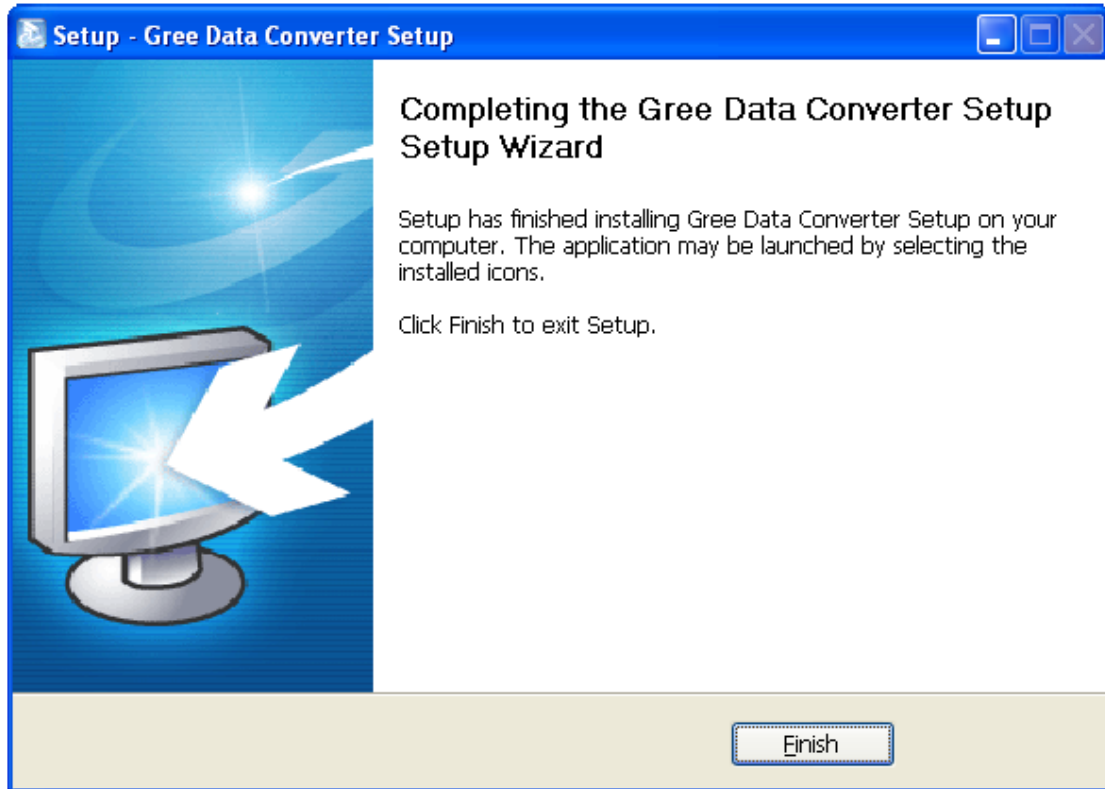 Setup - Gree Data Converter Setup
Completing the Gree Data Converter Setup
Setup Wizard
Setup has finished installing Gree Data Converter Setup on your
computer. The application may be launched by selecting the
installed icons.
Click Finish to exit Setup.
Finish